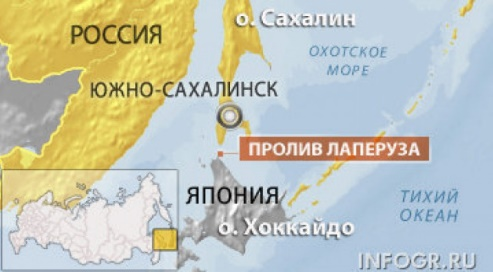 о. Сахалин
РОССИЯ
ОХОТСКОЕ
МОРЕ
ЮЖНО-САХАЛИНСК
ПРОЛИВ ЛАПЕРУЗА
ЯПОНИЯ
о. Хоккайдо
ТИХИЙ
ОКЕАН
INFOGR.RU